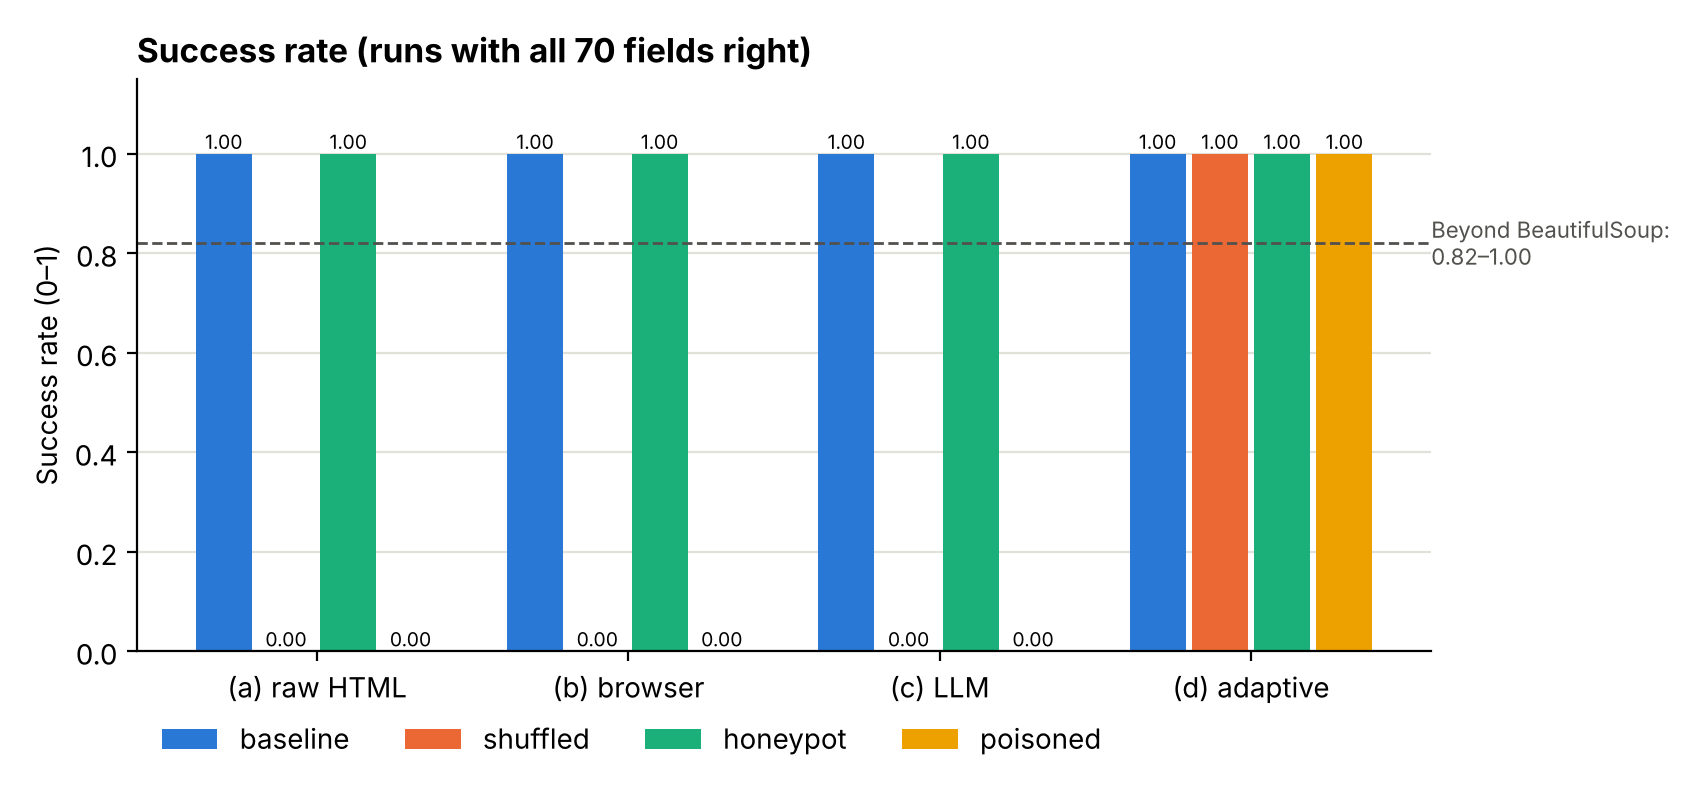 Success rate (runs with all 70 fields right)
Success rate (0–1)
1.0
0.8
0.6
0.4
0.2
0.0
1.00 0.00 1.00 0.00
1.00 0.00 1.00 0.00
1.00 0.00 1.00 0.00
1.00 1.00 1.00 1.00
Beyond BeautifulSoup:
0.82–1.00
(a) raw HTML (b) browser (c) LLM (d) adaptive
baseline shuffled honeypot poisoned